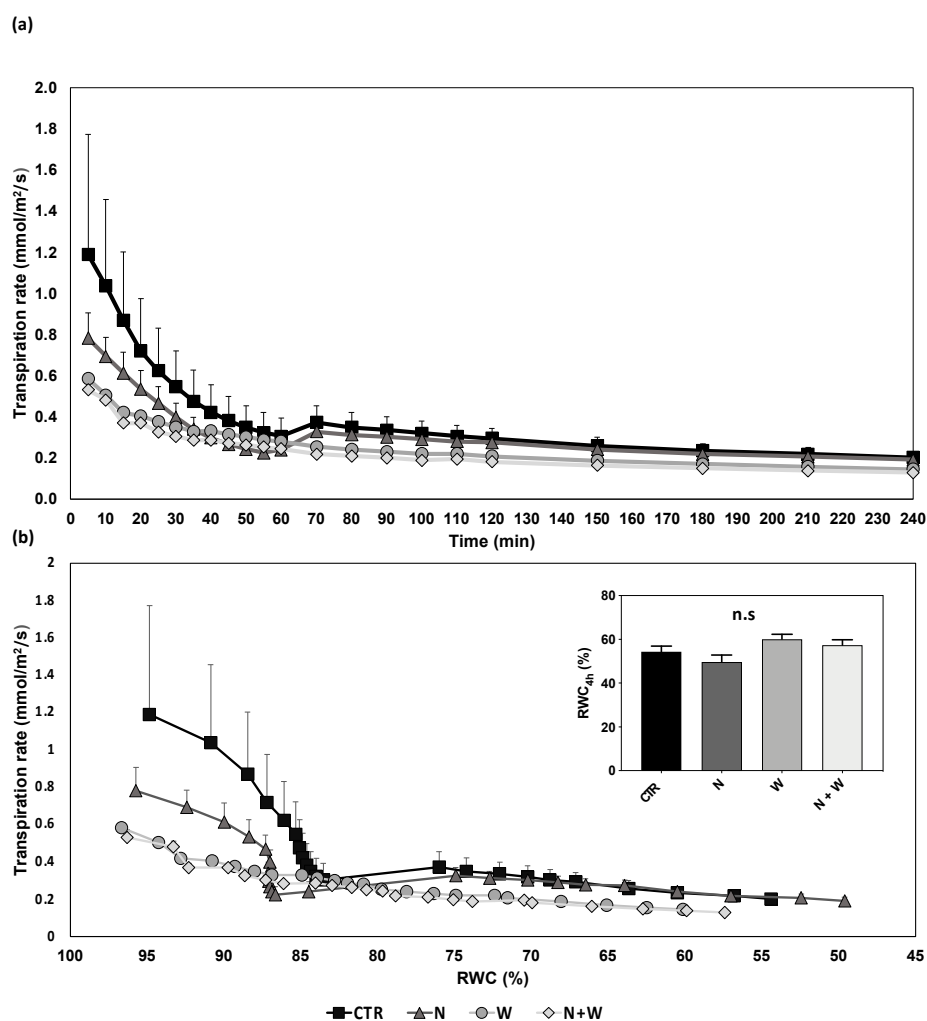 (a)
2.0
1.8
1.6
1.4
1.2
1.0
0.8
0.6
0.4
0.2
0.0
Transpiration rate (mmol/m²/s)
0 10 20 30 40 50 60 70 80 90 100 110 120 130 140 150 160 170 180 190 200 210 220 230 240
Time (min)
(b)
2
1.8
1.6
1.4
1.2
1
0.8
0.6
0.4
0.2
0
Transpiration rate (mmol/m²/s)
80
60
40
20
0
RWC4h (%)
n.s
CTR N W N + W
100 95 90 85 80 75 70 65 60 55 50 45
RWC (%)
CTR N W N+W